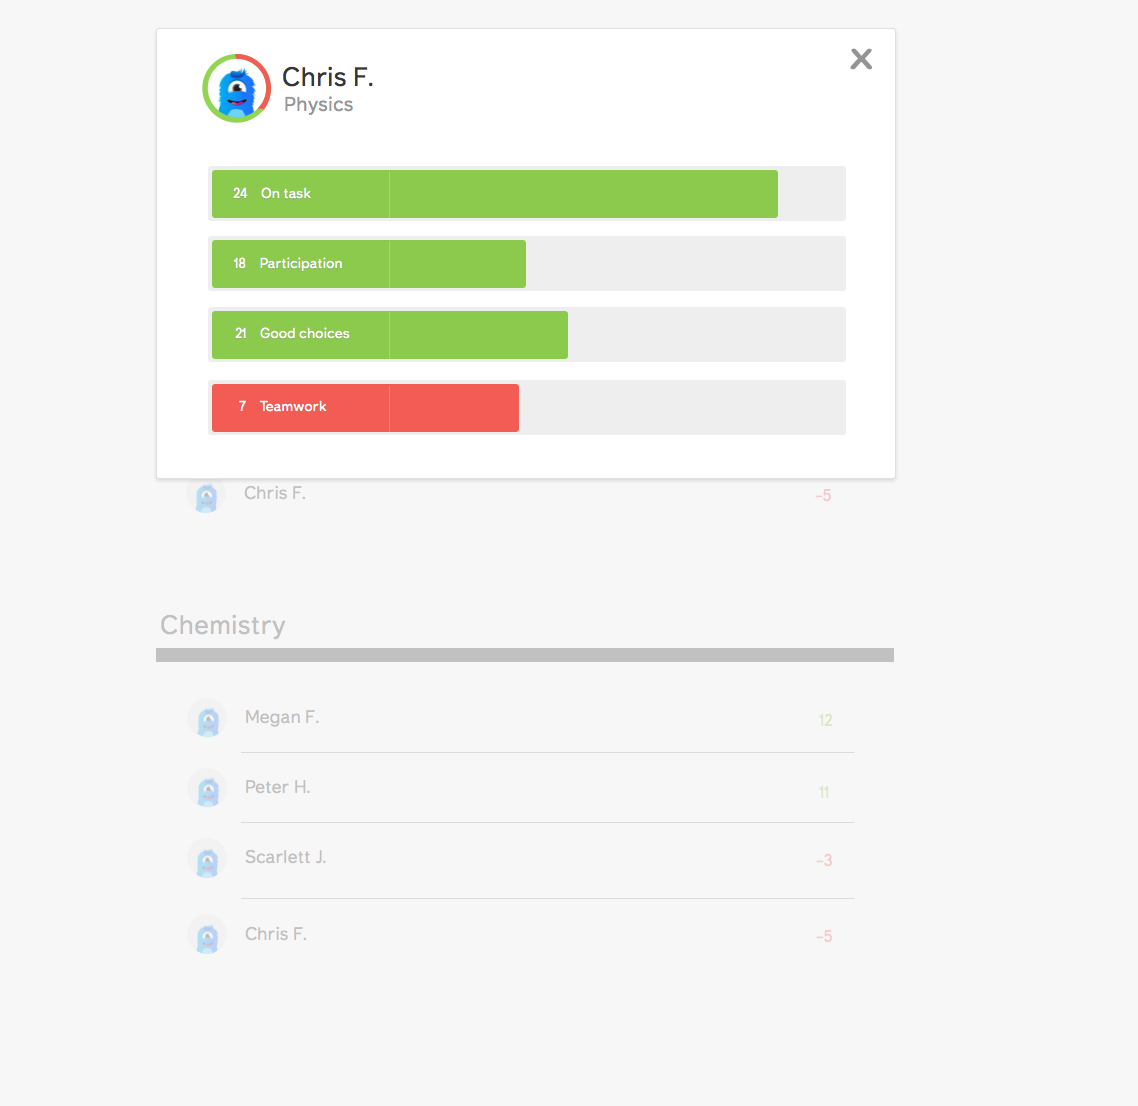 Chris F.
Physics
24 On task
18 Participation
21 Good choices
7 Teamwork
Chris F. -5
Chemistry
Megan F. 12
Peter H. 11
Scarlett J. -3
Chris F. -5